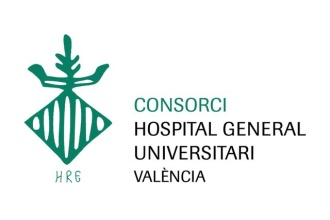 CONSORCI
HOSPITAL GENERAL
UNIVERSITARI
VALÈNCIA
HRG